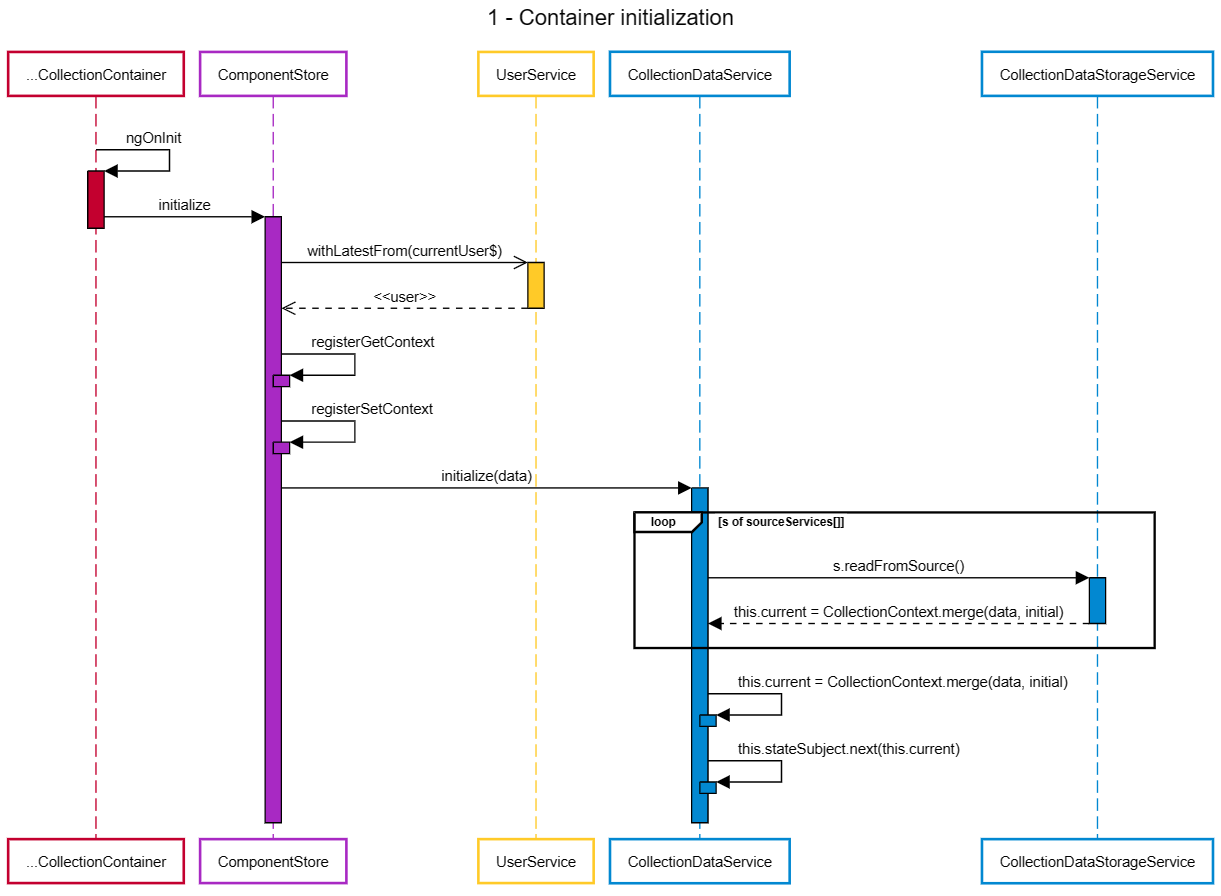 1 - Container initialization
...CollectionContainer
ComponentStore
UserService
CollectionDataService
CollectionDataStorageService
ngOnInit
initialize
withLatestFrom(currentUser$)
<<user>>
registerGetContext
registerSetContext
initialize(data)
loop
[s of sourceServices[]]
s.readFromSource()
this.current = CollectionContext.merge(data, initial)
this.current = CollectionContext.merge(data, initial)
this.stateSubject.next(this.current)
...CollectionContainer
ComponentStore
UserService
CollectionDataService
CollectionDataStorageService